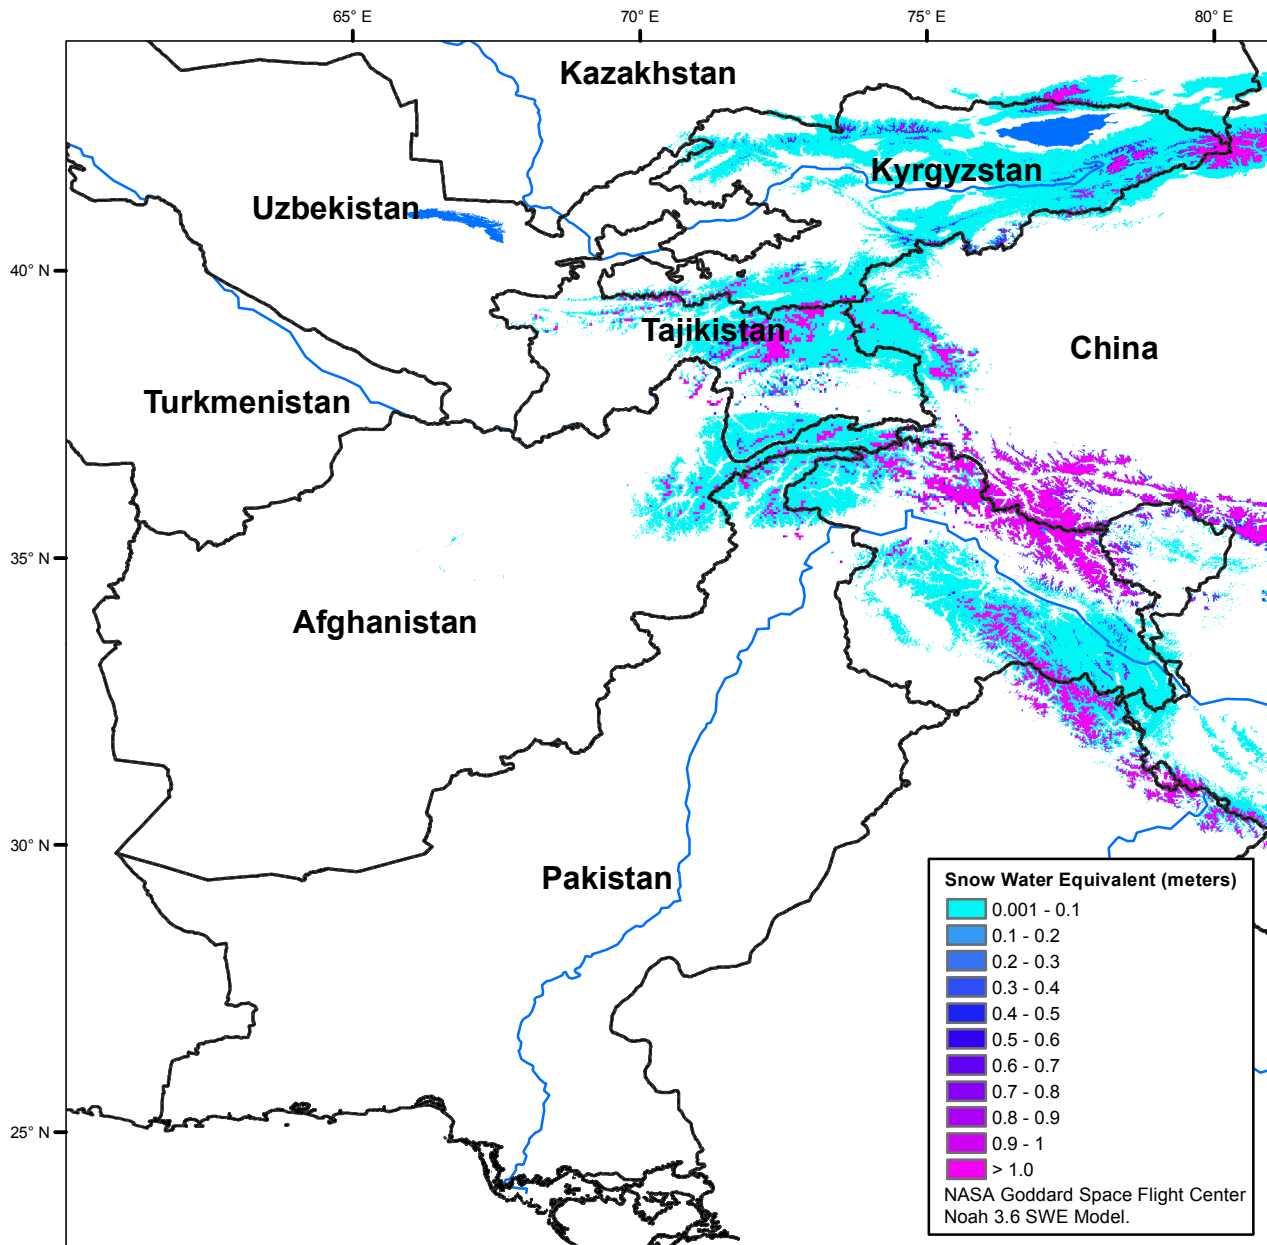 65° E
70° E
75° E
80° E
Kazakhstan
Kyrgyzstan
Uzbekistan
40° N
Tajikistan
China
Turkmenistan
35° N
Afghanistan
30° N
Pakistan
25° N
Snow Water Equivalent (meters)
0.001 - 0.1
0.1 - 0.2
0.2 - 0.3
0.3 - 0.4
0.4 - 0.5
0.5 - 0.6
0.6 - 0.7
0.7 - 0.8
0.8 - 0.9
0.9 - 1
> 1.0
NASA Goddard Space Flight Center
Noah 3.6 SWE Model.